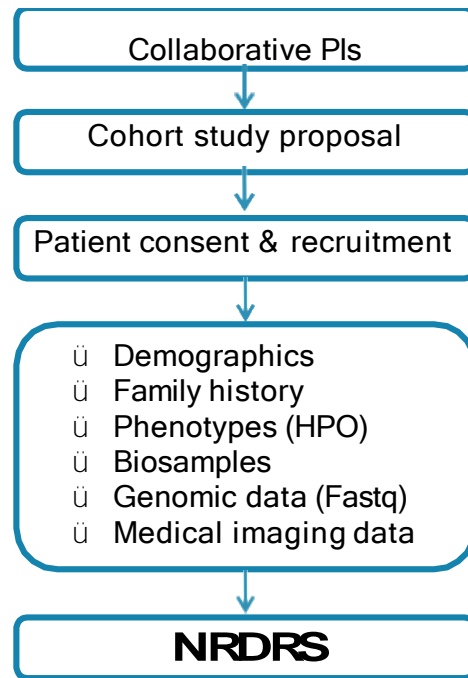 Collaborative PIs
Cohort study proposal
Patient consent & recruitment
ü Demographics
ü Family history
ü Phenotypes (HPO)
ü Biosamples
ü Genomic data (Fastq)
ü Medical imaging data
NRDRS